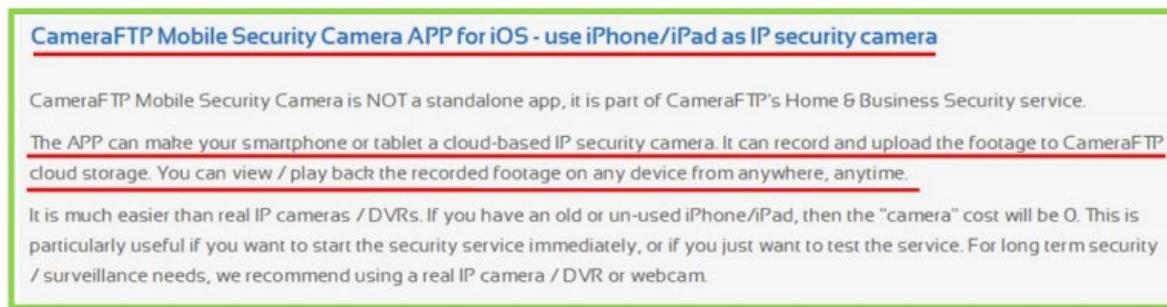 CameraFTP Mobile Security Camera APP for iOS - use iPhone/iPad as IP security camera
CameraFTP Mobile Security Camera is NOT a standalone app, it is part of CameraFTP's Home & Business Security service.
The APP can make your smartphone or tablet a cloud-based IP security camera. It can record and upload the footage to CameraFTP
cloud storage. You can view / play back the recorded footage on any device from anywhere, anytime.
It is much easier than real IP cameras / DVRs. If you have an old or un-used iPhone/iPad, then the "camera" cost will be 0. This is
particularly useful if you want to start the security service immediately, or if you just want to test the service. For long term security
/ surveillance needs, we recommend using a real IP camera / DVR or webcam.